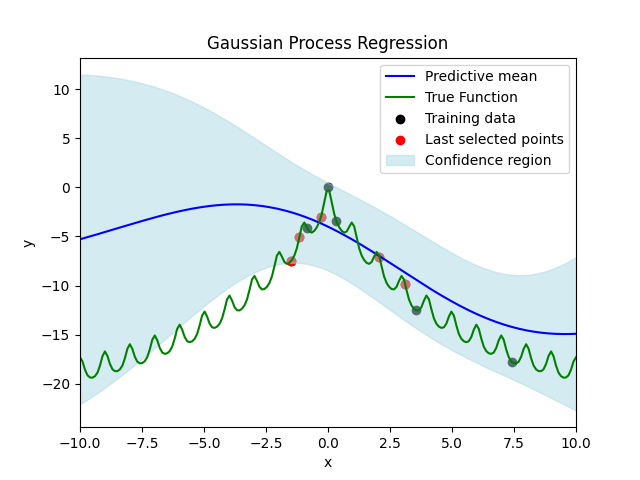 Gaussian Process Regression
Predictive mean
True Function
Training data
Last selected points
Confidence region
y
10
5
0
−5
−10
−15
−20
−10.0 −7.5 −5.0 −2.5 0.0 2.5 5.0 7.5 10.0
x